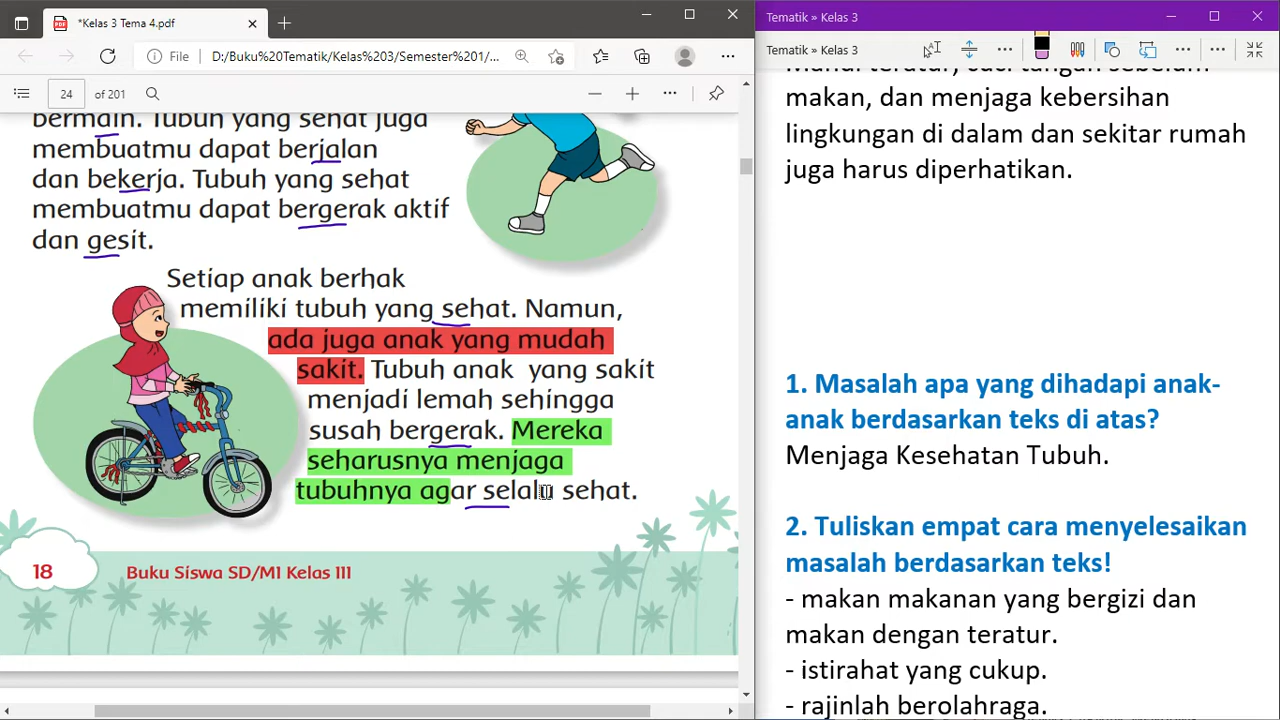 *Kelas 3 Tema 4.pdf
File
D:/Buku%20Tematik/Kelas%203/Semester%201/...
24 of 201
bermain. Tubuh yang sehat juga
membuatmu dapat berjalan
dan bekerja. Tubuh yang sehat
membuatmu dapat bergerak aktif
dan gesit.
Setiap anak berhak
memiliki tubuh yang sehat. Namun,
ada juga anak yang mudah
sakit. Tubuh anak yang sakit
menjadi lemah sehingga
susah bergerak. Mereka
seharusnya menjaga
tubuhnya agar selalu sehat.
18 Buku Siswa SD/MI Kelas III
Tematik » Kelas 3
Tematik » Kelas 3
Mandi teratur, cuci tangan sebelum
makan, dan menjaga kebersihan
lingkungan di dalam dan sekitar rumah
juga harus diperhatikan.
1. Masalah apa yang dihadapi anak-
anak berdasarkan teks di atas?
Menjaga Kesehatan Tubuh.
2. Tuliskan empat cara menyelesaikan
masalah berdasarkan teks!
- makan makanan yang bergizi dan
makan dengan teratur.
- istirahat yang cukup.
- rajinlah berolahraga.